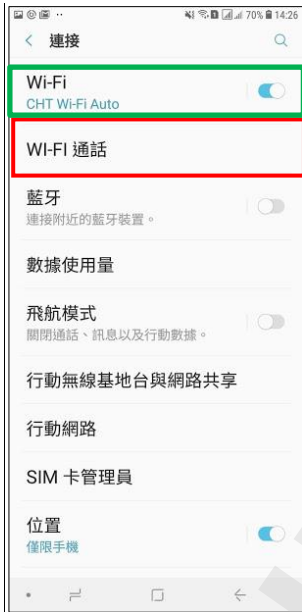 70% 14:26
連接
Wi-Fi
CHT Wi-Fi Auto
WI-FI 通話
藍牙
連接附近的藍牙裝置。
數據使用量
飛航模式
關閉通話、訊息以及行動數據。
行動無線基地台與網路共享
行動網路
SIM 卡管理員
位置
僅限手機